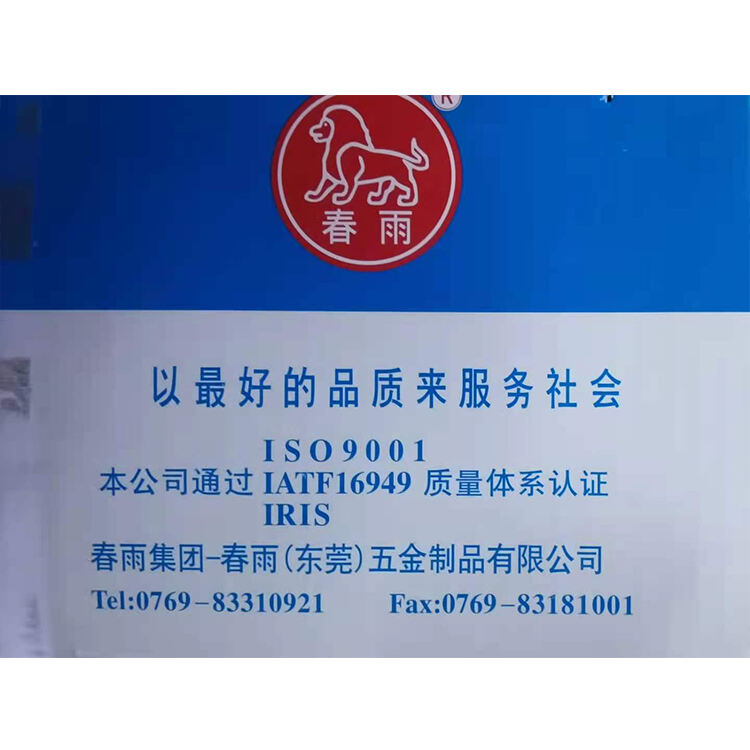 R
春雨
以最好的品质来服务社会
ISO9001
本公司通过 IATF16949 质量体系认证
IRIS
春雨集团-春雨(东莞)五金制品有限公司
Tel:0769-83310921 Fax:0769-83181001